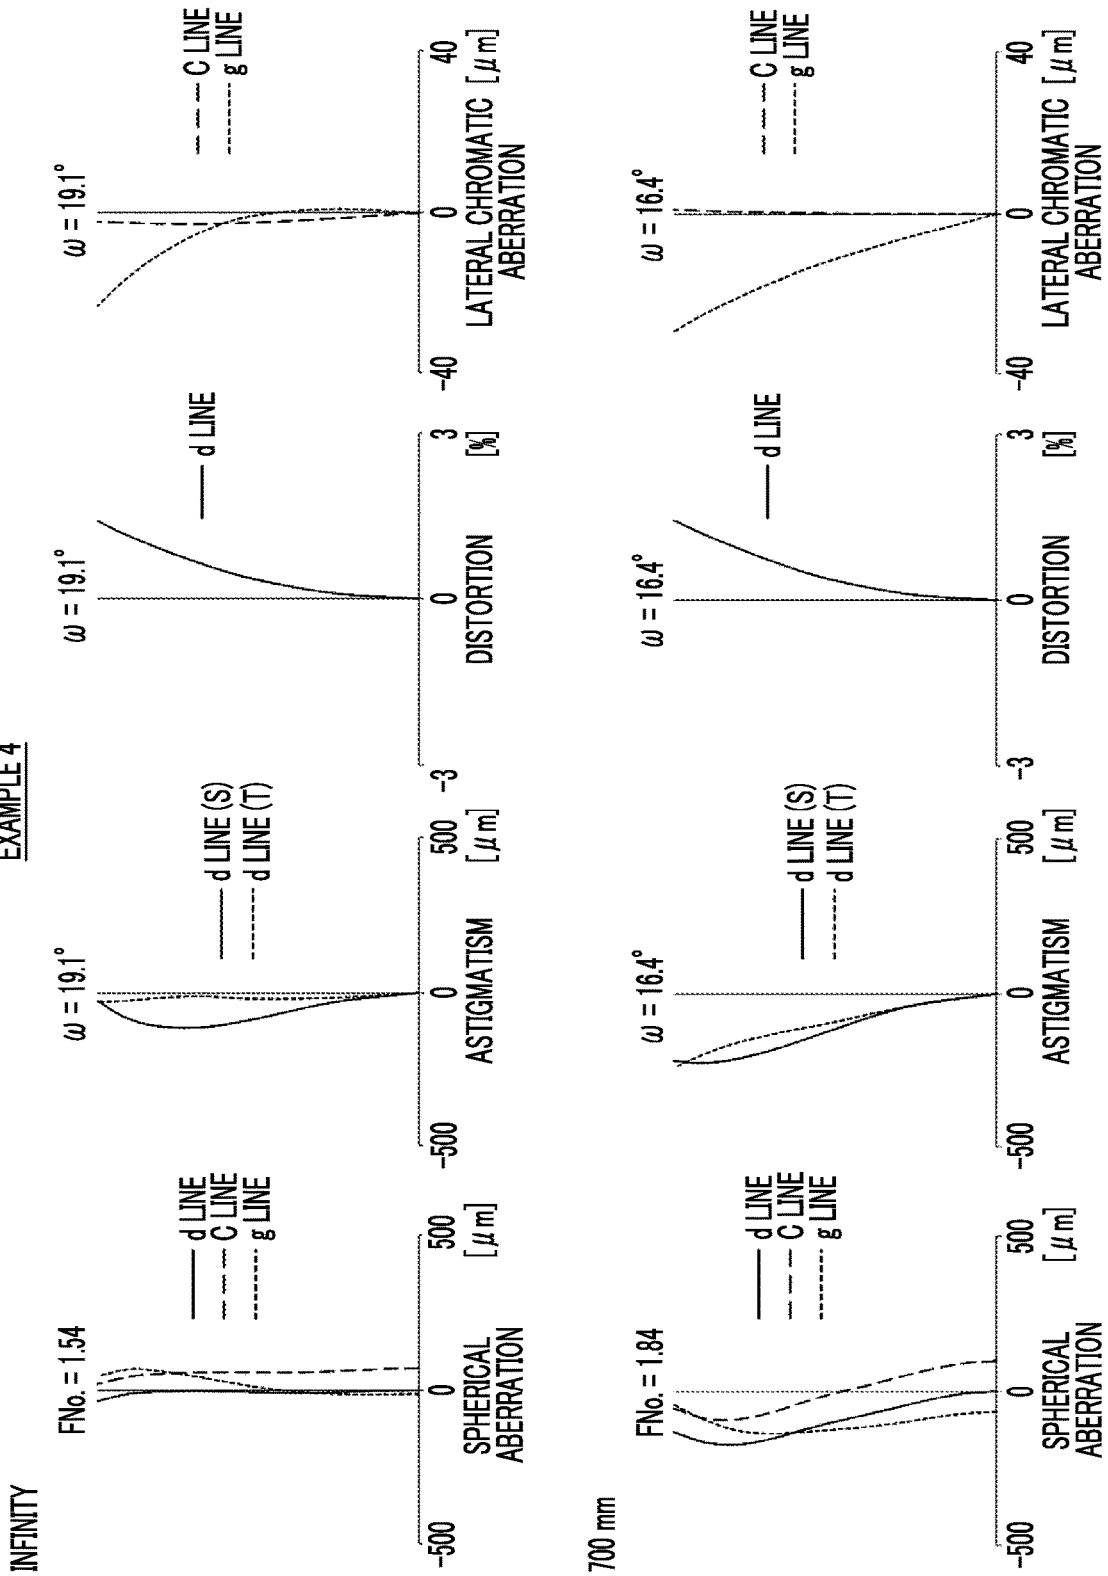 EXAMPLE 4
INFINITY
FNo. = 1.54
d LINE
C LINE
g LINE
-500
0
500
[μm]
SPHERICAL
ABERRATION
ω = 19.1°
d LINE (S)
d LINE (T)
-500
0
500
[μm]
ASTIGMATISM
ω = 19.1°
d LINE
-3
0
3
[%]
DISTORTION
ω = 19.1°
C LINE
g LINE
-40
0
40
LATERAL CHROMATIC [μm]
ABERRATION
700 mm
FNo. = 1.84
d LINE
C LINE
g LINE
-500
0
500
[μm]
SPHERICAL
ABERRATION
ω = 16.4°
d LINE (S)
d LINE (T)
-500
0
500
[μm]
ASTIGMATISM
ω = 16.4°
d LINE
-3
0
3
[%]
DISTORTION
ω = 16.4°
C LINE
g LINE
-40
0
40
LATERAL CHROMATIC [μm]
ABERRATION